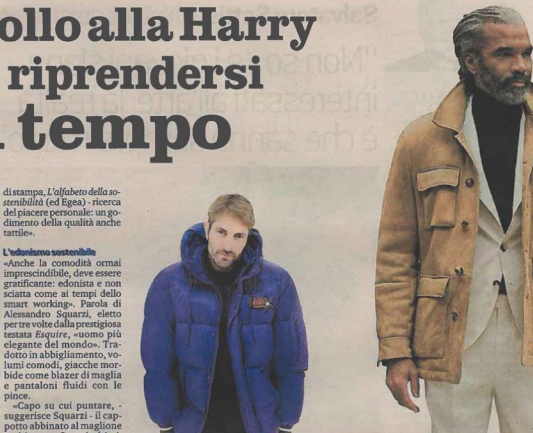 ollo alla Harry
riprendersi
tempo
di stampa, L'alfabeto della so-
stenibilità (ed Egea) - ricerca
del piacere personale: un go-
dimento della qualità anche
tattile».
L'edonismo sostenibile
«Anche la comodità ormai
imprescindibile, deve essere
gratificante: edonista e non
sciatta come ai tempi dello
smart working». Parola di
Alessandro Squarzi, eletto
per tre volte dalla prestigiosa
testata Esquire, «uomo più
elegante del mondo». Tra-
dotto in abbigliamento, vo-
lumi comodi, giacche mor-
bide come blazer di maglia
e pantaloni fluidi con le
pince.
«Capo su cui puntare, -
suggerisce Squarzi - il cap-
potto abbinato al maglione